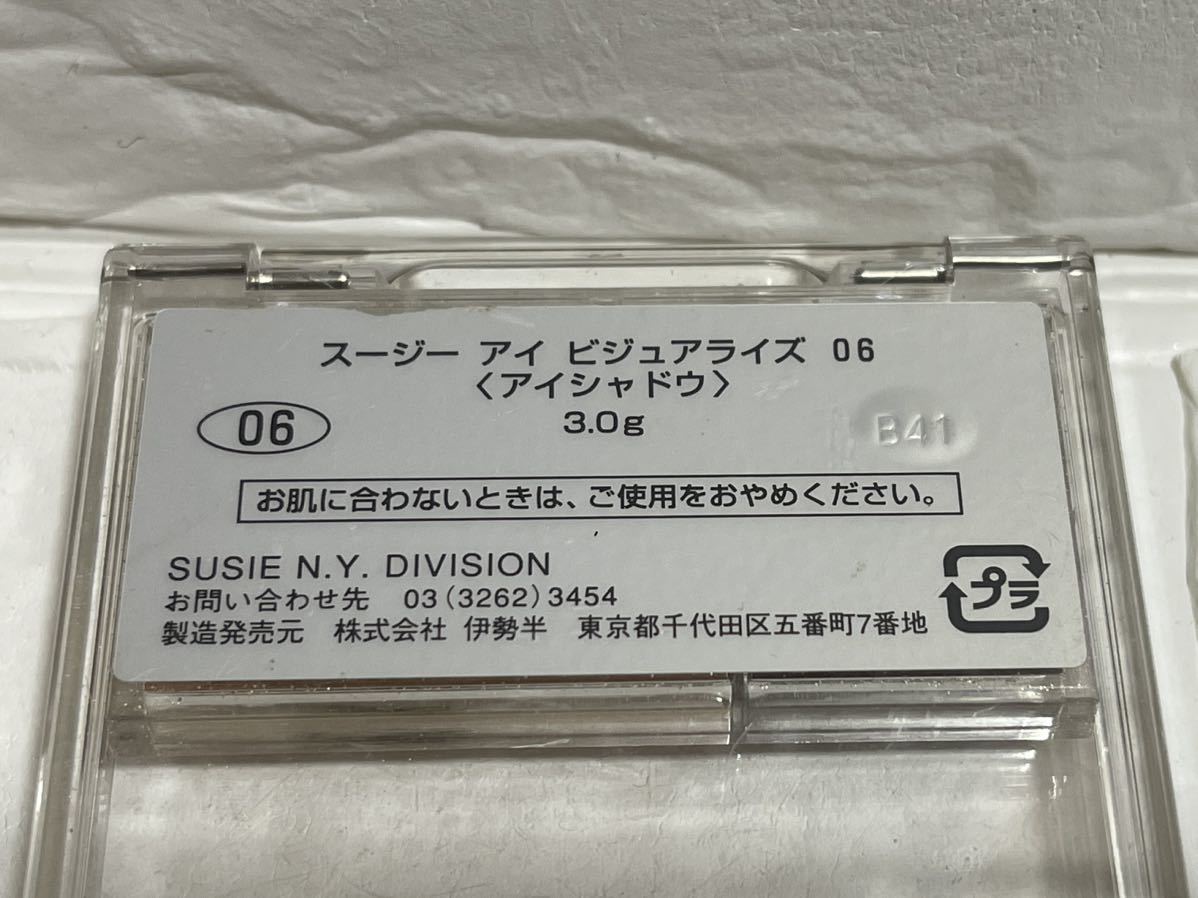 スージー アイ ビジュアライズ 06
〈アイシャドウ〉
06
3.0g
B41
お肌に合わないときは、ご使用をおやめください。
SUSIE N.Y. DIVISION
お問い合わせ先 03(3262)3454
製造発売元 株式会社 伊勢半 東京都千代田区五番町7番地
プラ